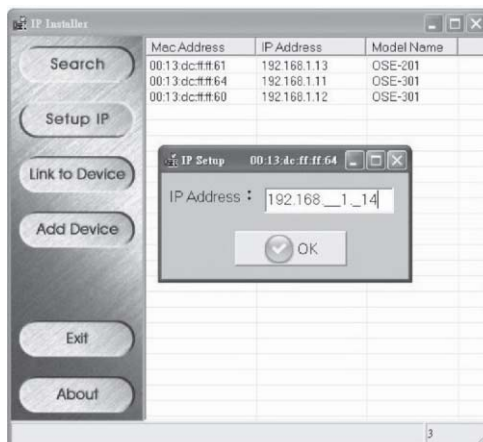 IP Installer
Search
Setup IP
Link to Device
Add Device
Exit
About
Mac Address IP Address Model Name
00:13:dc:ff:ff:61 192.168.1.13 OSE-201
00:13:dc:ff:ff:64 192.168.1.11 OSE-301
00:13:dc:ff:ff:60 192.168.1.12 OSE-301
IP Setup 00:13:dc:ff:ff:64
IP Address : 192.168.__1._14
OK
3